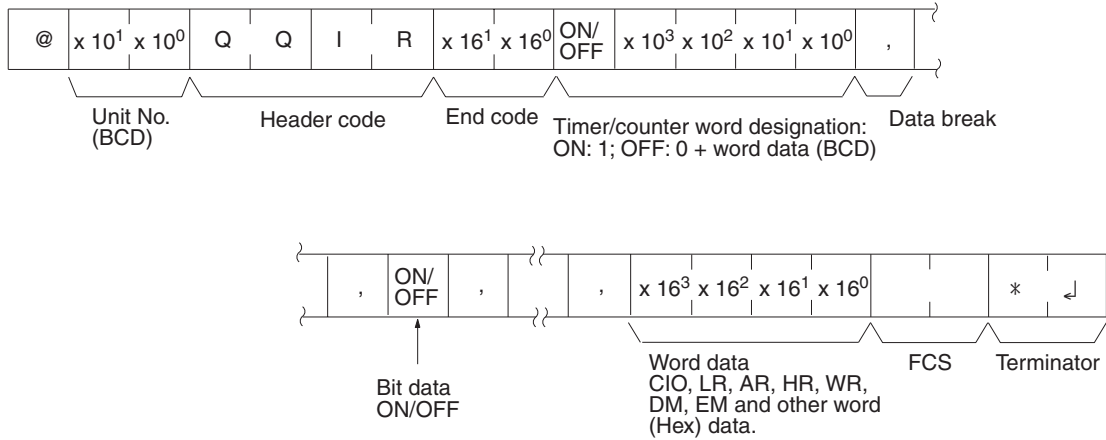 @ x 10¹ x 10⁰ Q Q I R x 16¹ x 16⁰ ON/OFF x 10³ x 10² x 10¹ x 10⁰ ,
Unit No. (BCD)
Header code
End code
Timer/counter word designation:
ON: 1; OFF: 0 + word data (BCD)
Data break
, ON/OFF , , x 16³ x 16² x 16¹ x 16⁰ * ↵
Bit data
ON/OFF
Word data
CIO, LR, AR, HR, WR,
DM, EM and other word
(Hex) data.
FCS
Terminator